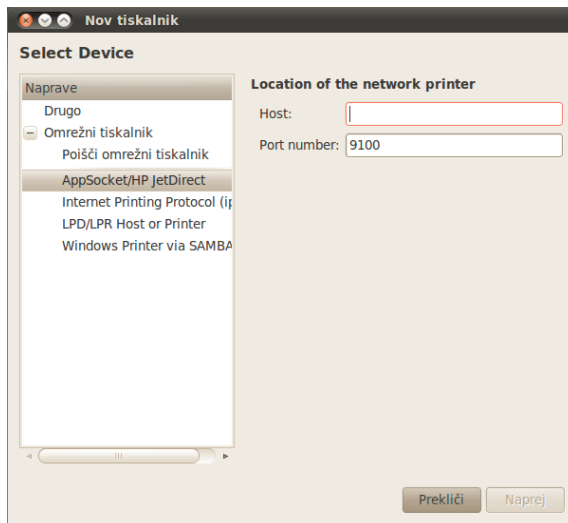 Nov tiskalnik
Select Device
Naprave
Drugo
Omrežni tiskalnik
Poišči omrežni tiskalnik
AppSocket/HP JetDirect
Internet Printing Protocol (ip
LPD/LPR Host or Printer
Windows Printer via SAMBA
Location of the network printer
Host:
Port number: 9100
Prekliči Naprej